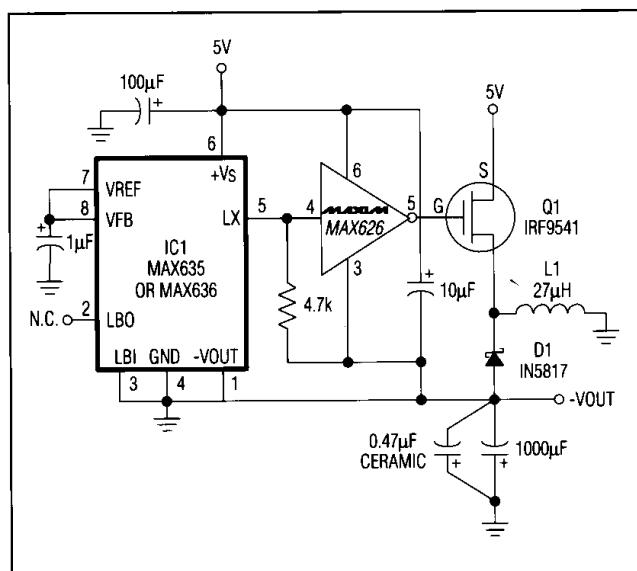 5V
100µF
+
5V
6
+VS
7
VREF
8
VFB
+
1µF
IC1
MAX635
OR MAX636
LX
5
4
6
MAXIM
MAX626
5
3
G
S
Q1
IRF9541
4.7k
+
10µF
L1
27µH
N.C.
2
LBO
LBI
GND
-VOUT
3
4
1
D1
IN5817
-VOUT
0.47µF
CERAMIC
+
+
1000µF